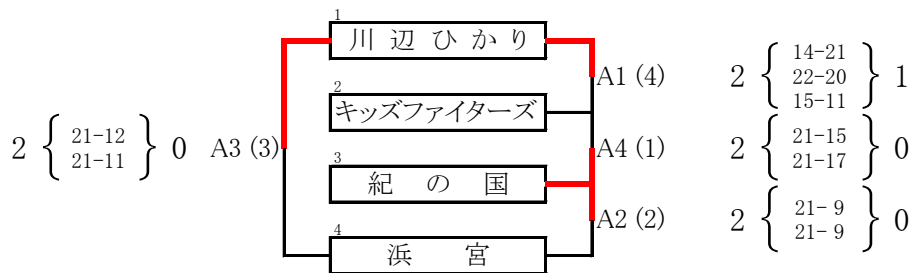 1
川辺ひかり
14-21
A1 (4) 2 { 22-20 } 1
15-11
2
キッズファイターズ
21-12
2 { } 0 A3 (3)
21-11
21-15
A4 (1) 2 { } 0
21-17
3
紀の国
21- 9
A2 (2) 2 { } 0
21- 9
4
浜宮